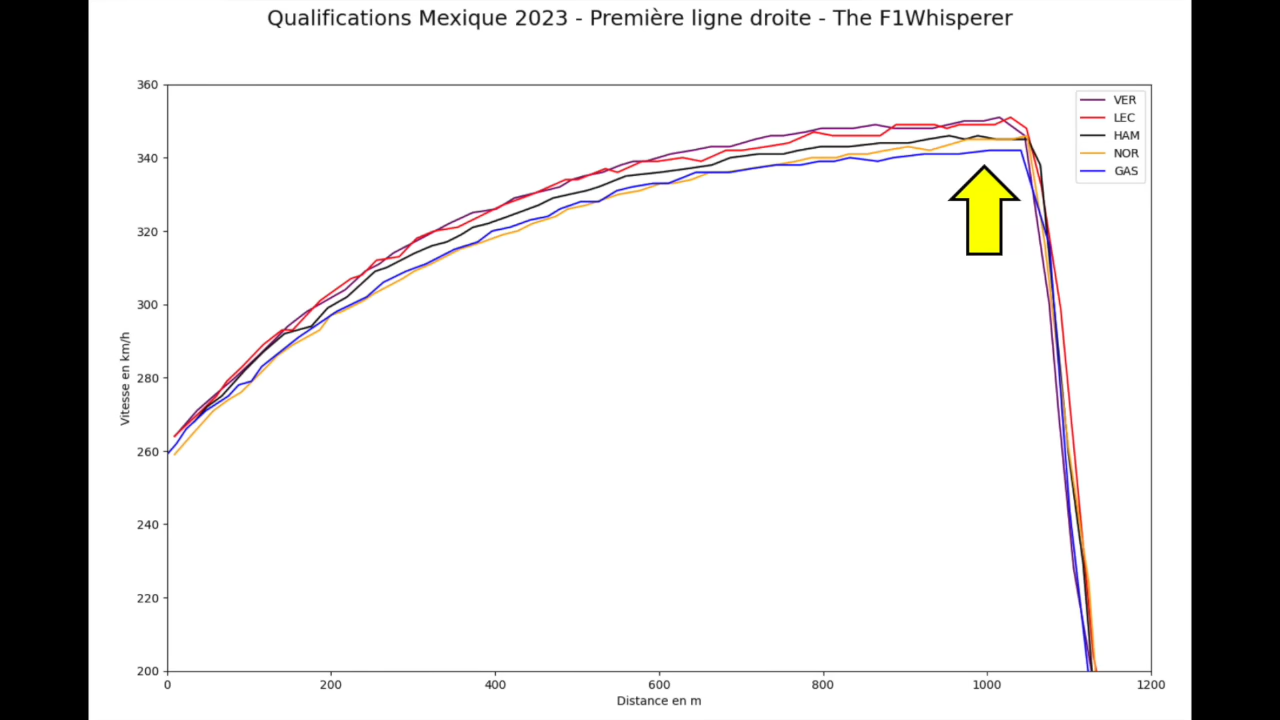 Qualifications Mexique 2023 - Première ligne droite - The F1Whisperer
360
340
320
300
280
260
240
220
200
Vitesse en km/h
VER
LEC
HAM
NOR
GAS
0
200
400
600
800
1000
1200
Distance en m